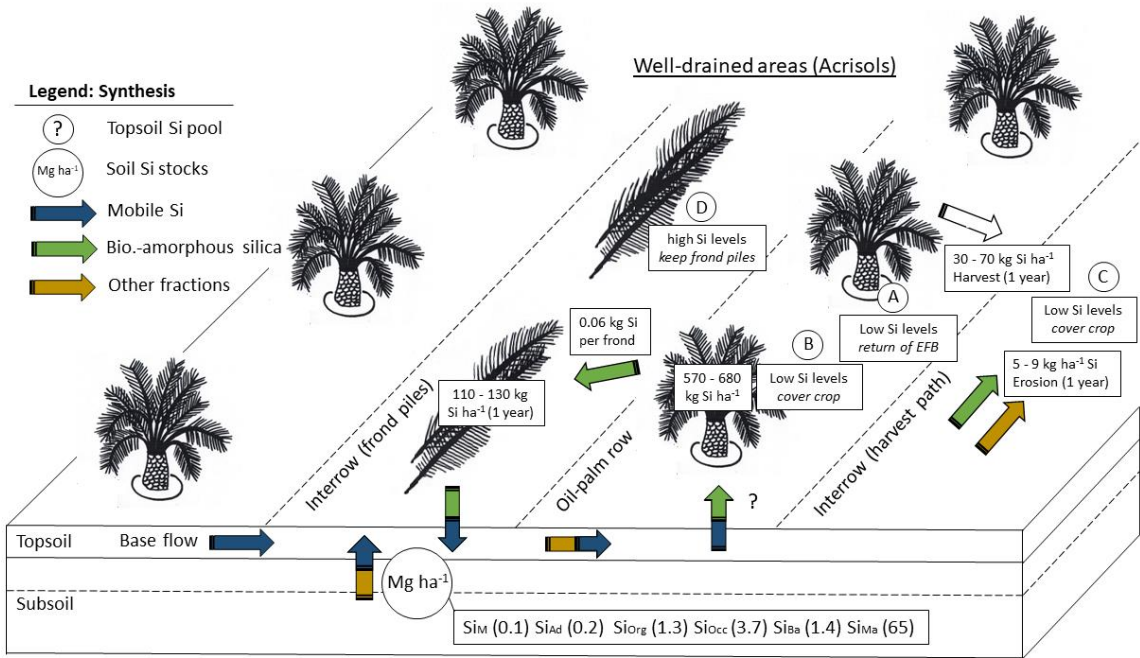 Well-drained areas (Acrisols)
Legend: Synthesis
? Topsoil Si pool
Mg ha⁻¹ Soil Si stocks
Mobile Si
Bio.-amorphous silica
Other fractions
D
high Si levels
keep frond piles
30 - 70 kg Si ha⁻¹
Harvest (1 year)
C
Low Si levels
cover crop
A
Low Si levels
return of EFB
0.06 kg Si
per frond
B
570 - 680
kg Si ha⁻¹
Low Si levels
cover crop
5 - 9 kg ha⁻¹ Si
Erosion (1 year)
110 - 130 kg
Si ha⁻¹ (1 year)
Interrow (frond piles)
Oil-palm row
Interrow (harvest path)
?
Topsoil
Base flow
Mg ha⁻¹
Subsoil
SiM (0.1) SiAd (0.2) SiOrg (1.3) SiOcc (3.7) SiBa (1.4) SiMa (65)